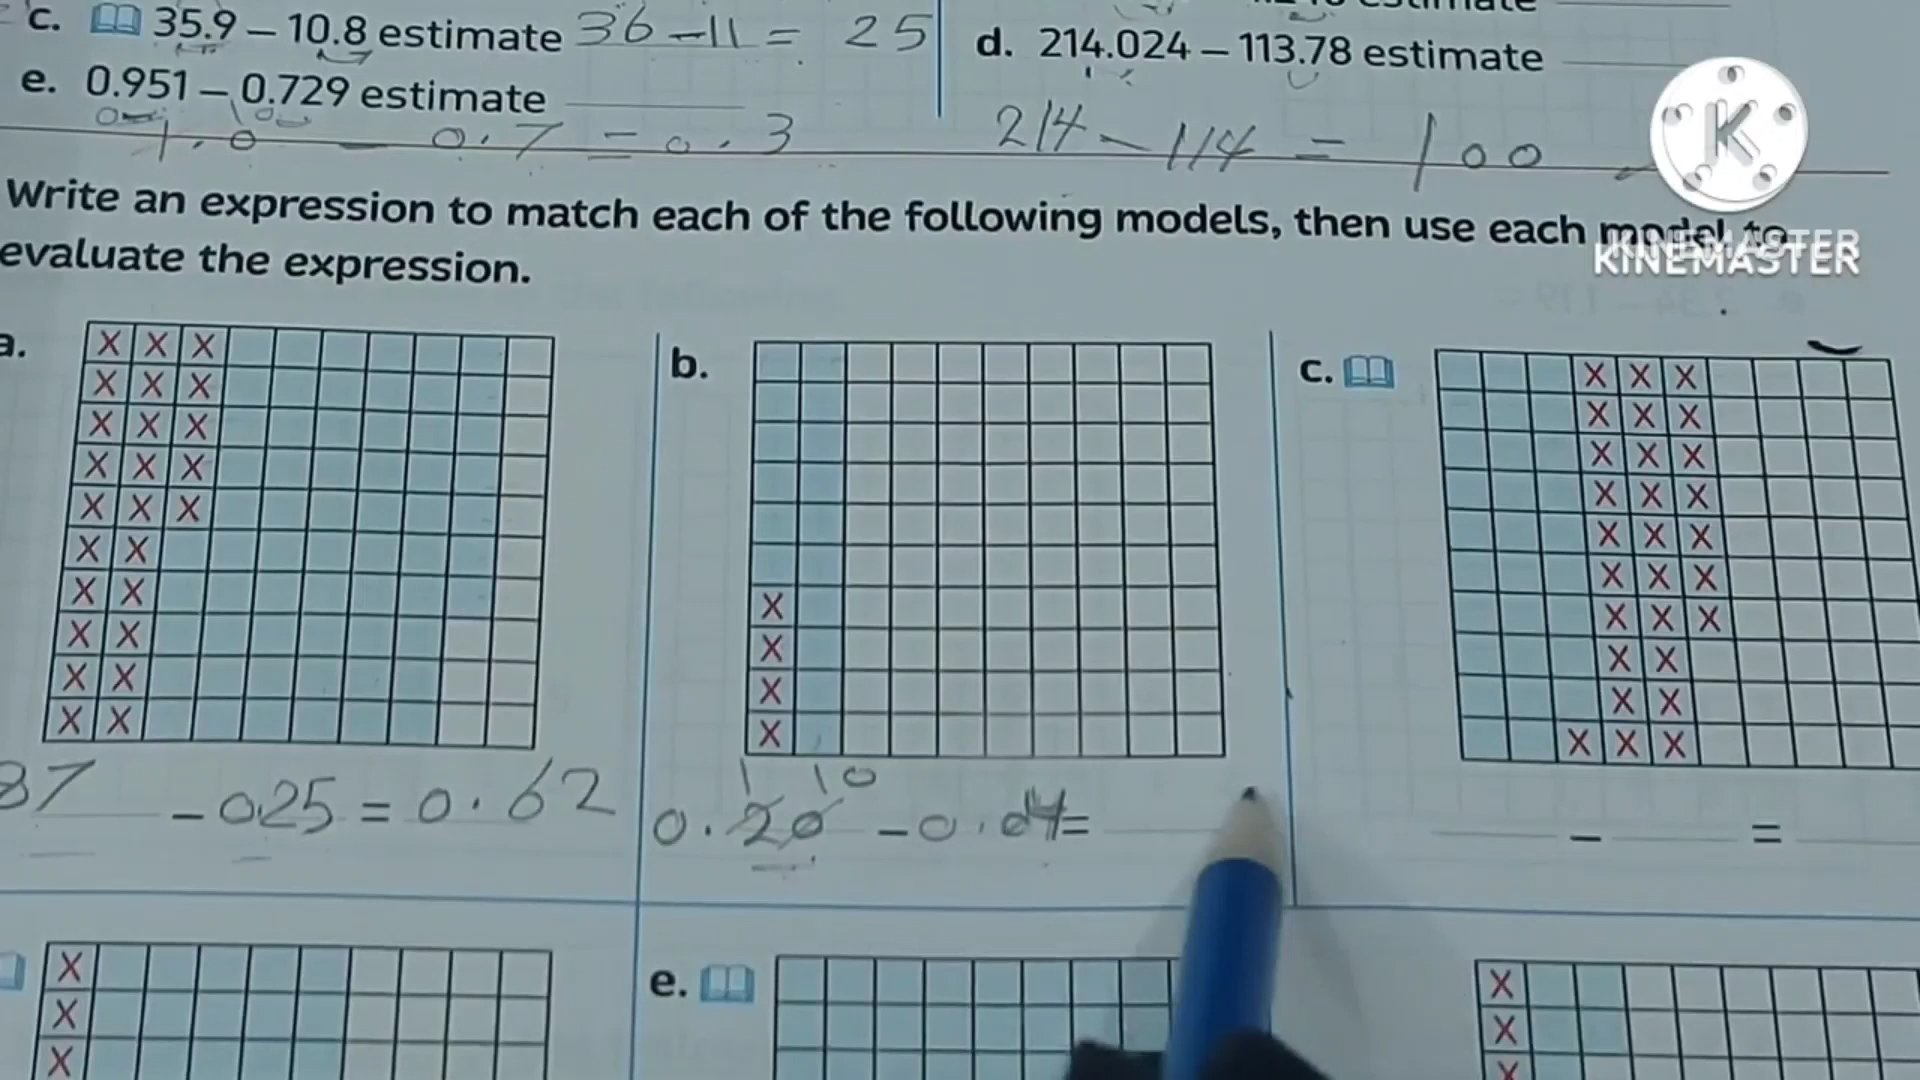 c. 35.9 – 10.8 estimate 36 – 11 = 25
d. 214.024 – 113.78 estimate
e. 0.951 – 0.729 estimate
1.0 – 0.7 = 0.3
214 – 114 = 100
K
KINEMASTER
Write an expression to match each of the following models, then use each model to
evaluate the expression.
a.
X X X
X X X
X X X
X X X
X X X
X X
X X
X X
X X
X X
87 – 0.25 = 0.62
b.
X
X
X
X
1 10
0.20 – 0.04 =
c.
X X X
X X X
X X X
X X X
X X X
X X X
X X X
X X
X X
X X X
– =
X
X
X
e.
X
X
X